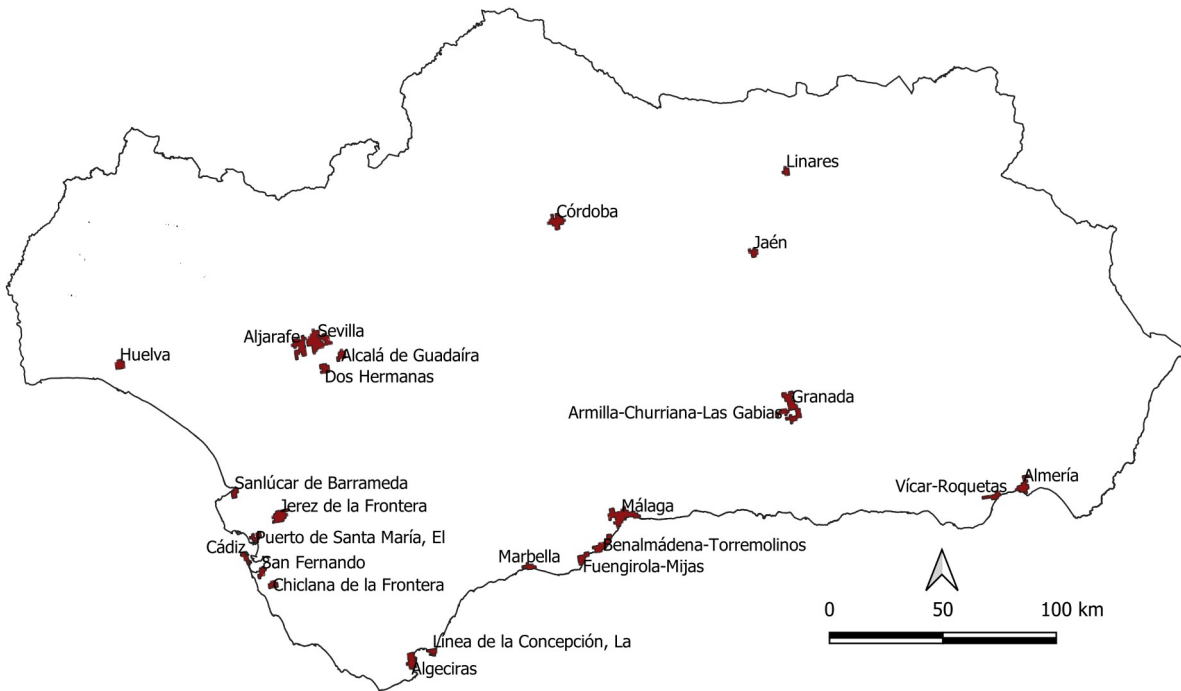 Linares
Córdoba
Jaén
Sevilla
Aljarafe
Huelva
Alcalá de Guadaíra
Dos Hermanas
Granada
Armilla-Churriana-Las Gabias
Sanlúcar de Barrameda
Jerez de la Frontera
Málaga
Vícar-Roquetas
Almería
Puerto de Santa María, El
Benalmádena-Torremolinos
Cádiz
San Fernando
Marbella
Fuengirola-Mijas
Chiclana de la Frontera
0 50 100 km
Línea de la Concepción, La
Algeciras